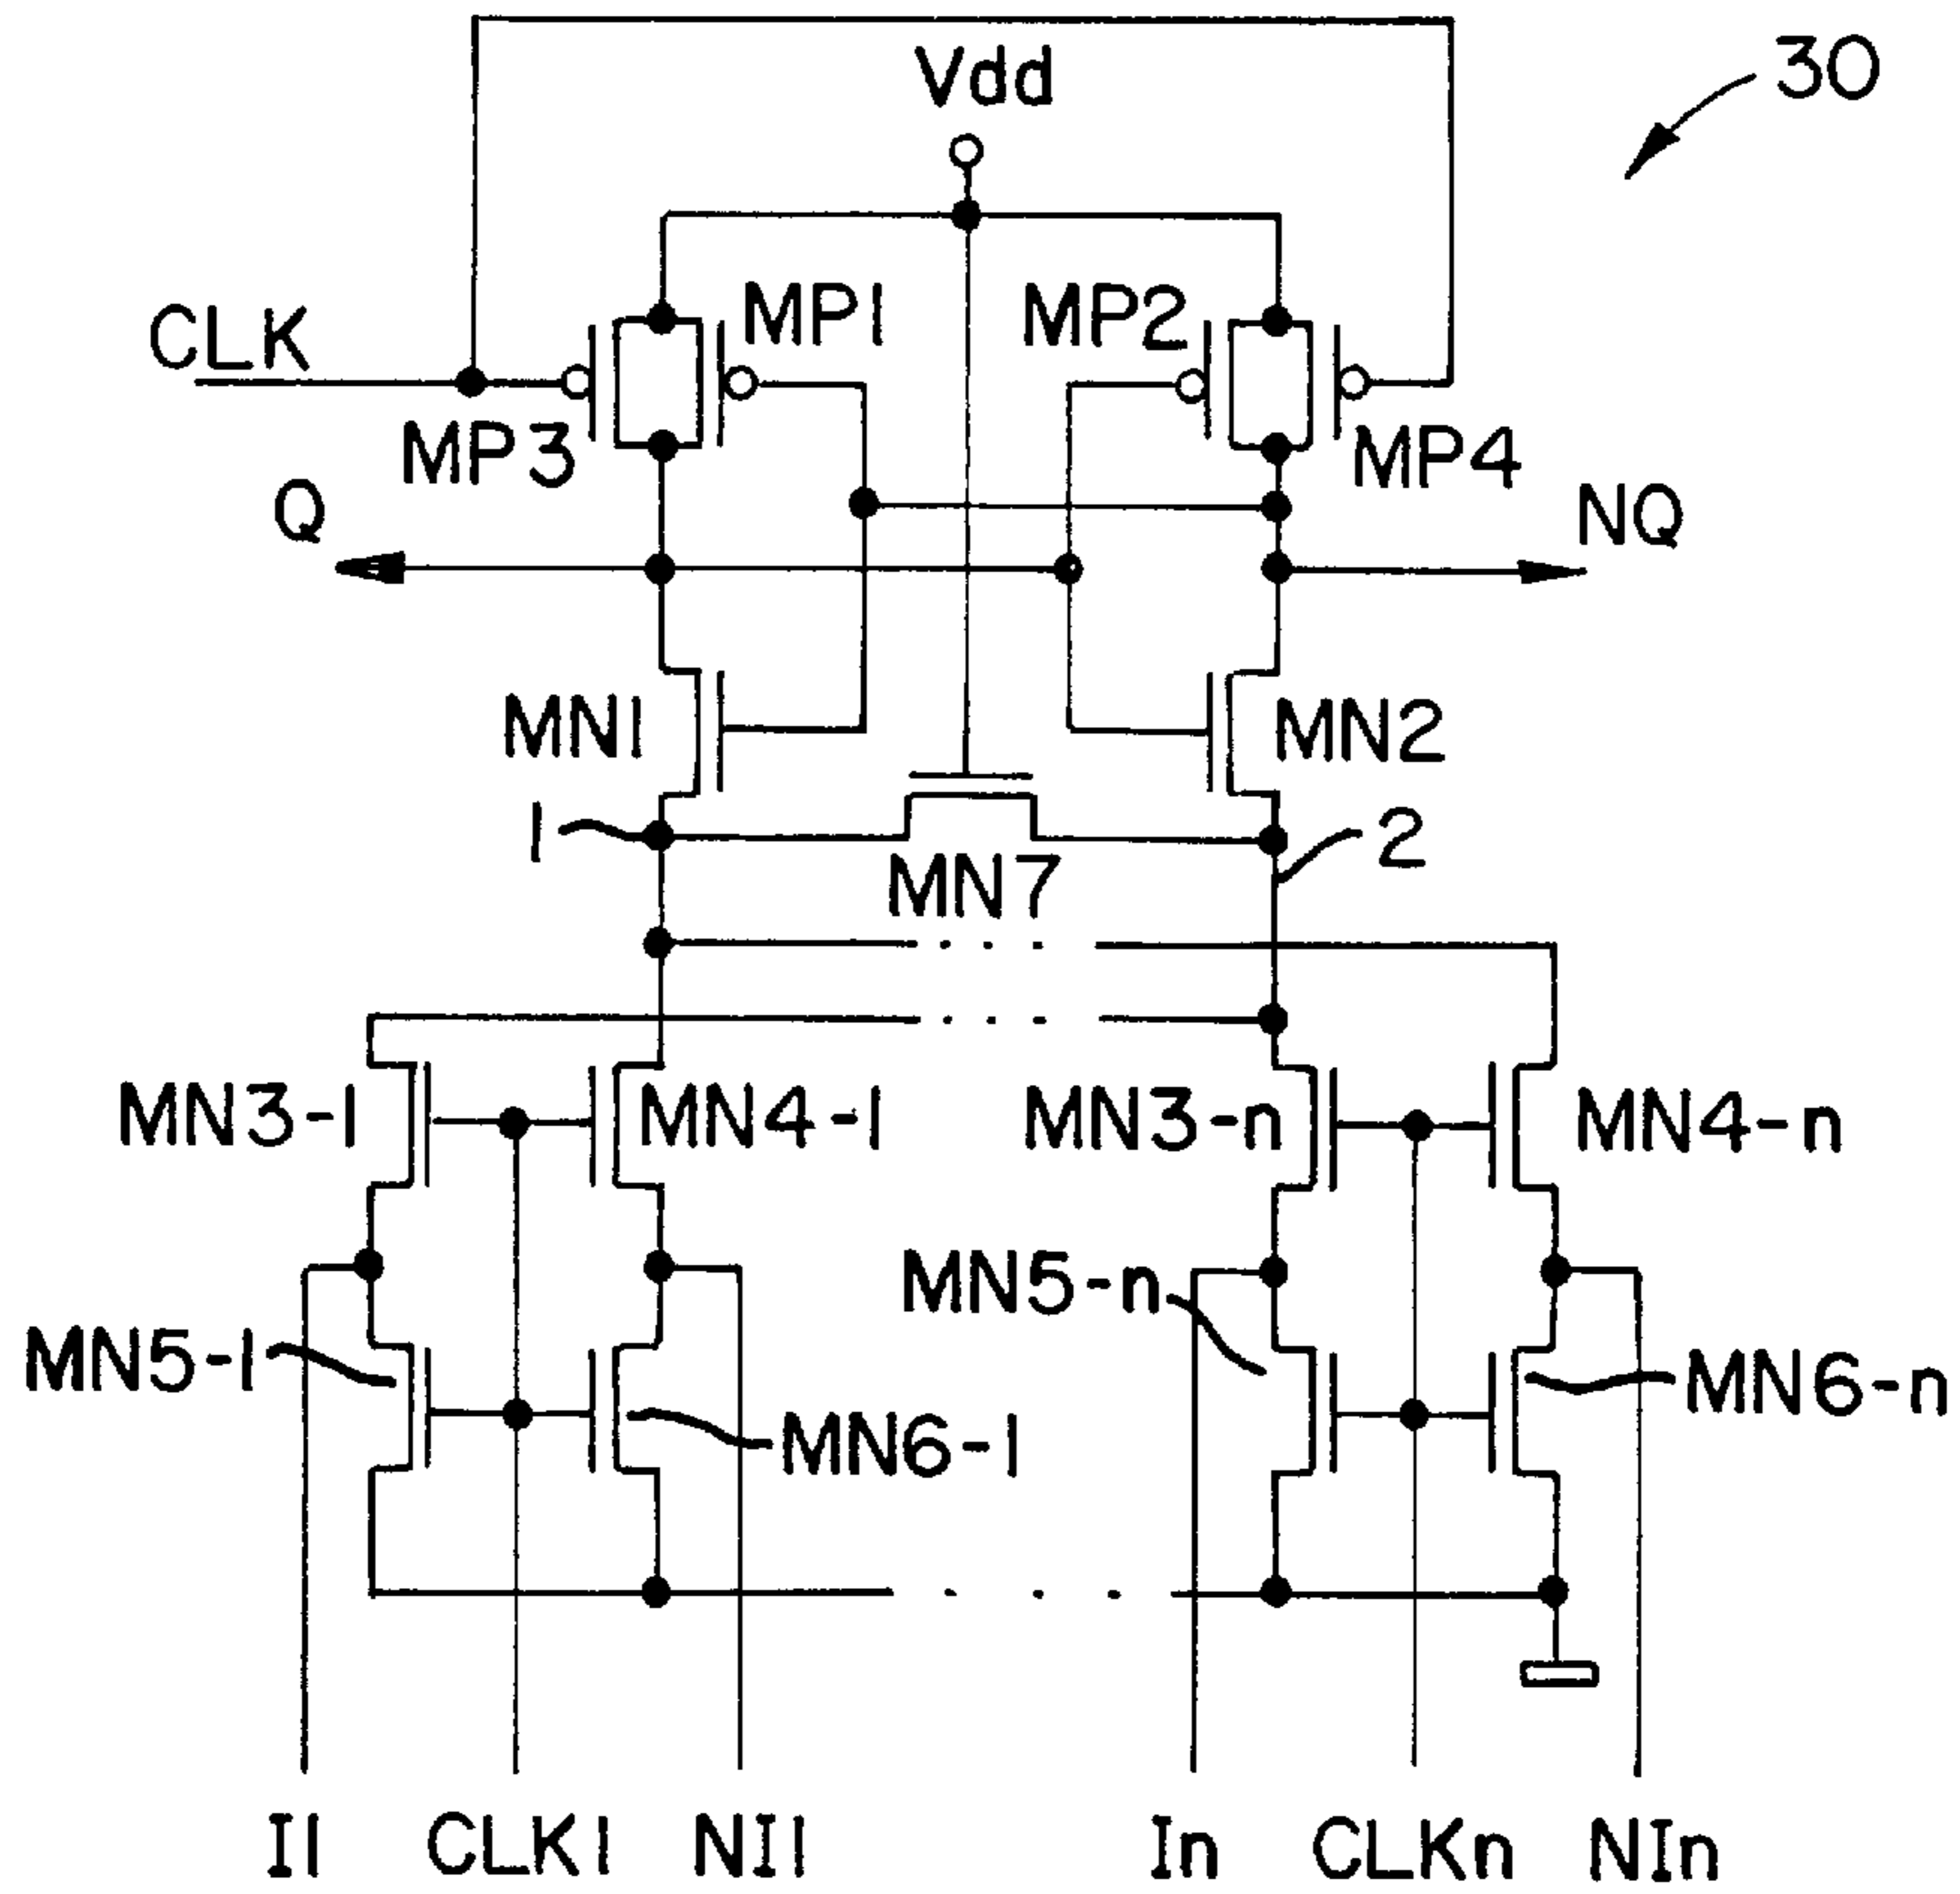 30
Vdd
CLK
MP1
MP2
MP3
MP4
Q
NQ
MN1
MN2
1
2
MN7
MN3-1
MN4-1
MN3-n
MN4-n
MN5-n
MN5-1
MN6-n
MN6-1
I1 CLK1 NI1 In CLKn NIn